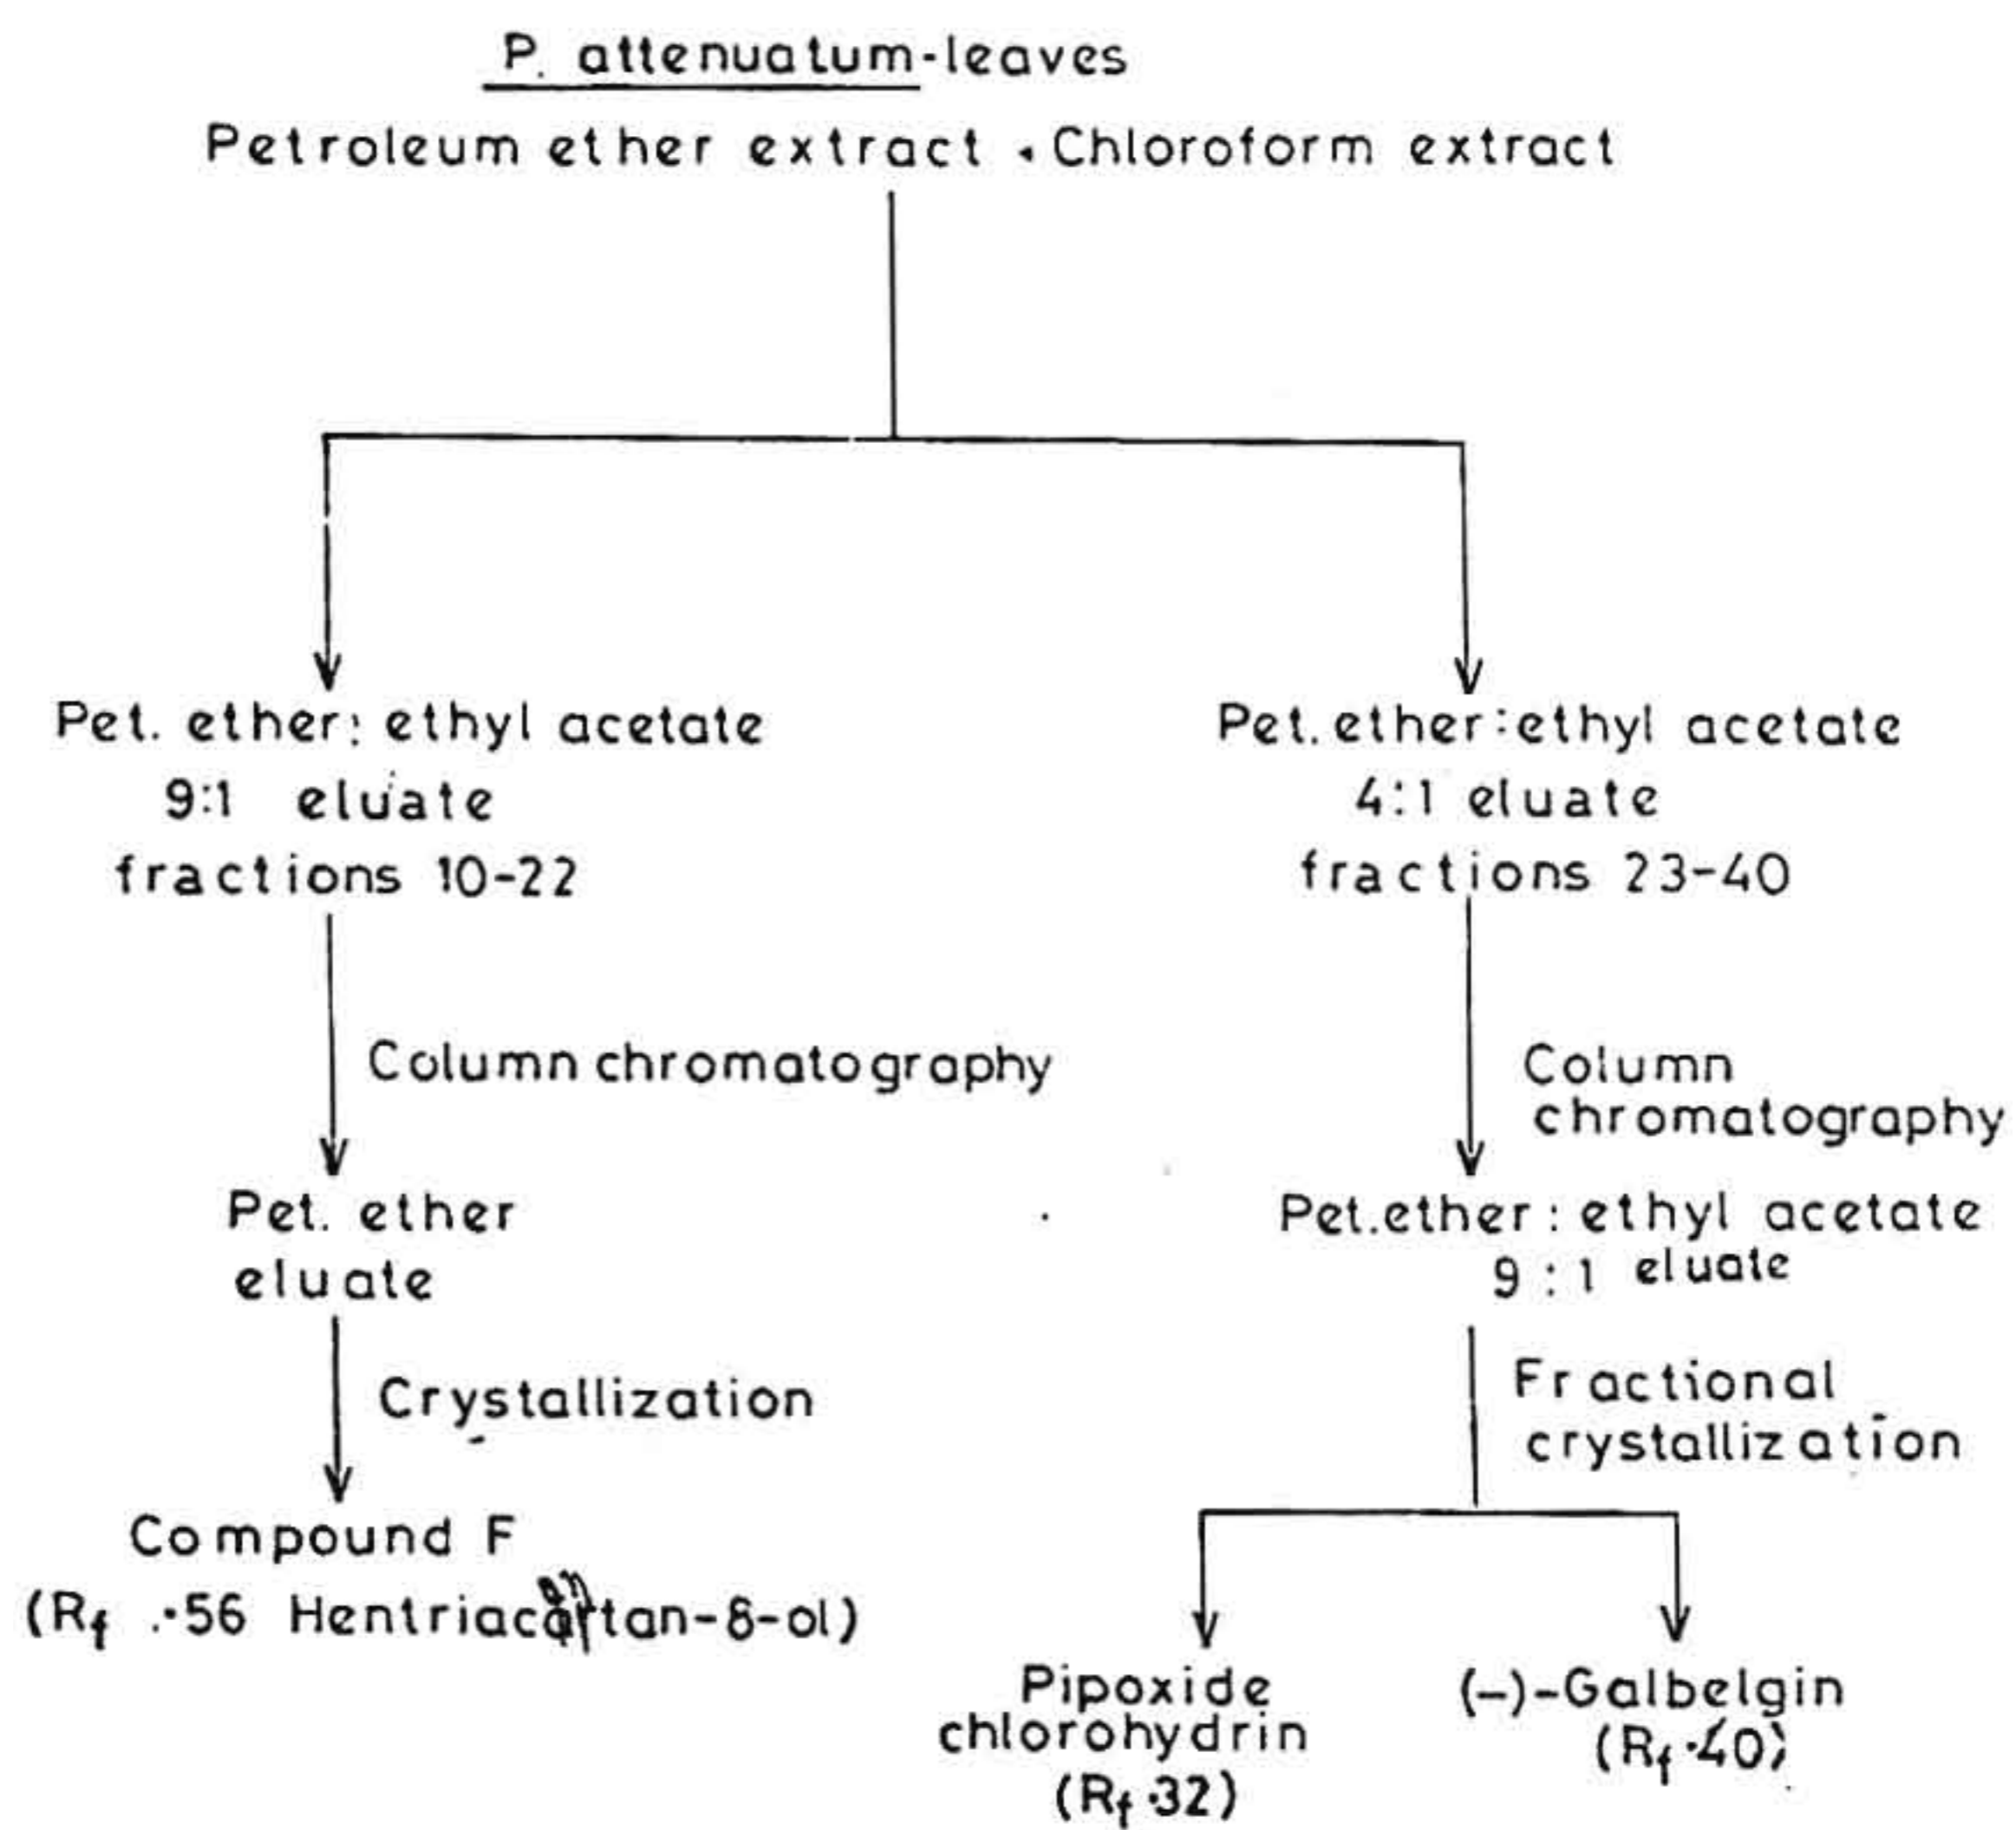 P. attenuatum-leaves
Petroleum ether extract + Chloroform extract
Pet. ether: ethyl acetate
9:1 eluate
fractions 10-22
Column chromatography
Pet. ether
eluate
Crystallization
Compound F
(Rf .56 -8-ol)
Pet. ether:ethyl acetate
4:1 eluate
fractions 23-40
Column
chromatography
Pet.ether: ethyl acetate
9:1 eluate
Fractional
crystallization
Pipoxide
chlorohydrin
(Rf .32)
(-)-Galbelgin
(Rf .40)